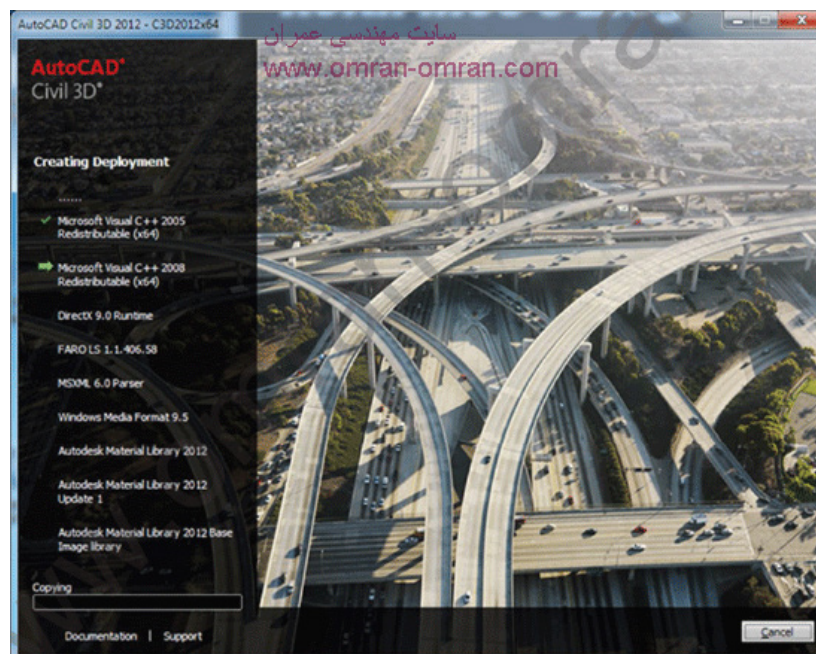 AutoCAD Civil 3D 2012 - C3D2012x64
سایت مهندسی عمران
www.omran-omran.com
AutoCAD®
Civil 3D®
Creating Deployment
......
Microsoft Visual C++ 2005
Redistributable (x64)
Microsoft Visual C++ 2008
Redistributable (x64)
DirectX 9.0 Runtime
FARO LS 1.1.406.58
MSXML 6.0 Parser
Windows Media Format 9.5
Autodesk Material Library 2012
Autodesk Material Library 2012
Update 1
Autodesk Material Library 2012 Base
Image library
Copying
Documentation | Support
Cancel